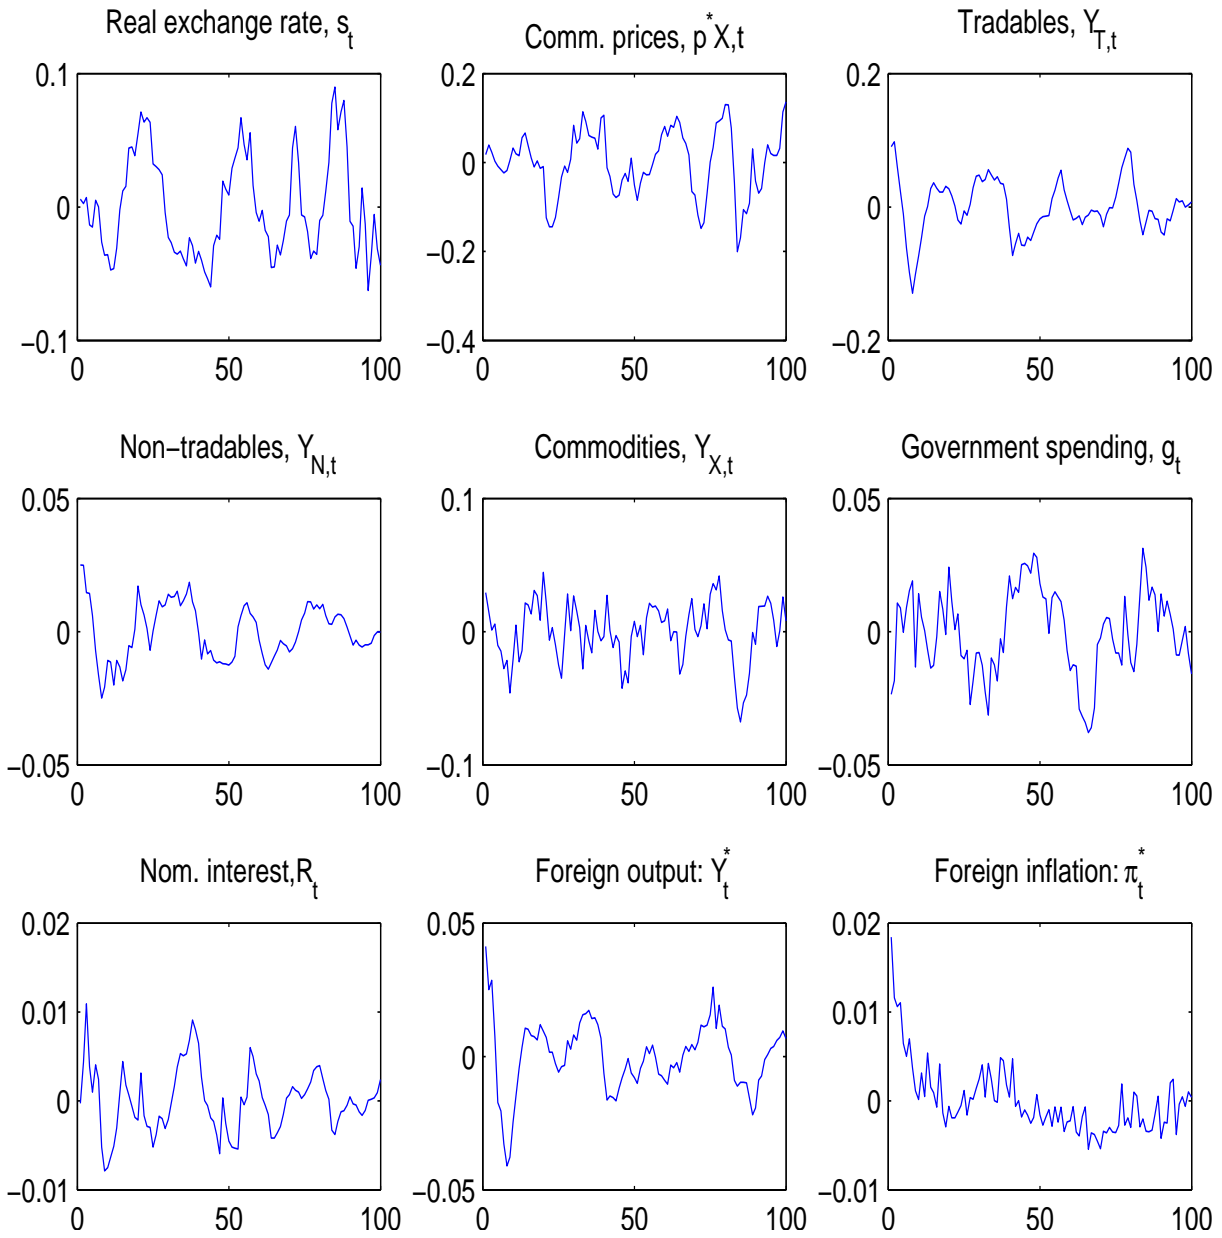 Real exchange rate, s_t
Comm. prices, p^*X,t
Tradables, Y_T,t
0.1
0
−0.1
0 50 100
0.2
0
−0.2
−0.4
0 50 100
0.2
0
−0.2
0 50 100
Non−tradables, Y_N,t
Commodities, Y_X,t
Government spending, g_t
0.05
0
−0.05
0 50 100
0.1
0
−0.1
0 50 100
0.05
0
−0.05
0 50 100
Nom. interest,R_t
Foreign output: Y_t^*
Foreign inflation: π_t^*
0.02
0.01
0
−0.01
0 50 100
0.05
0
−0.05
0 50 100
0.02
0.01
0
−0.01
0 50 100